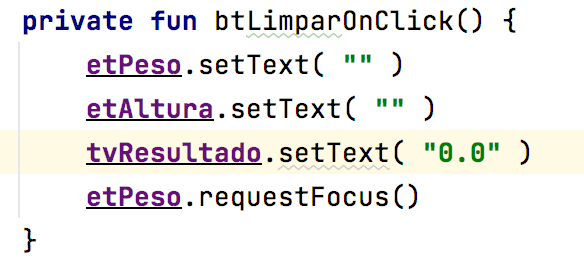 private fun btLimparOnClick() {
    etPeso.setText( "" )
    etAltura.setText( "" )
    tvResultado.setText( "0.0" )
    etPeso.requestFocus()
}